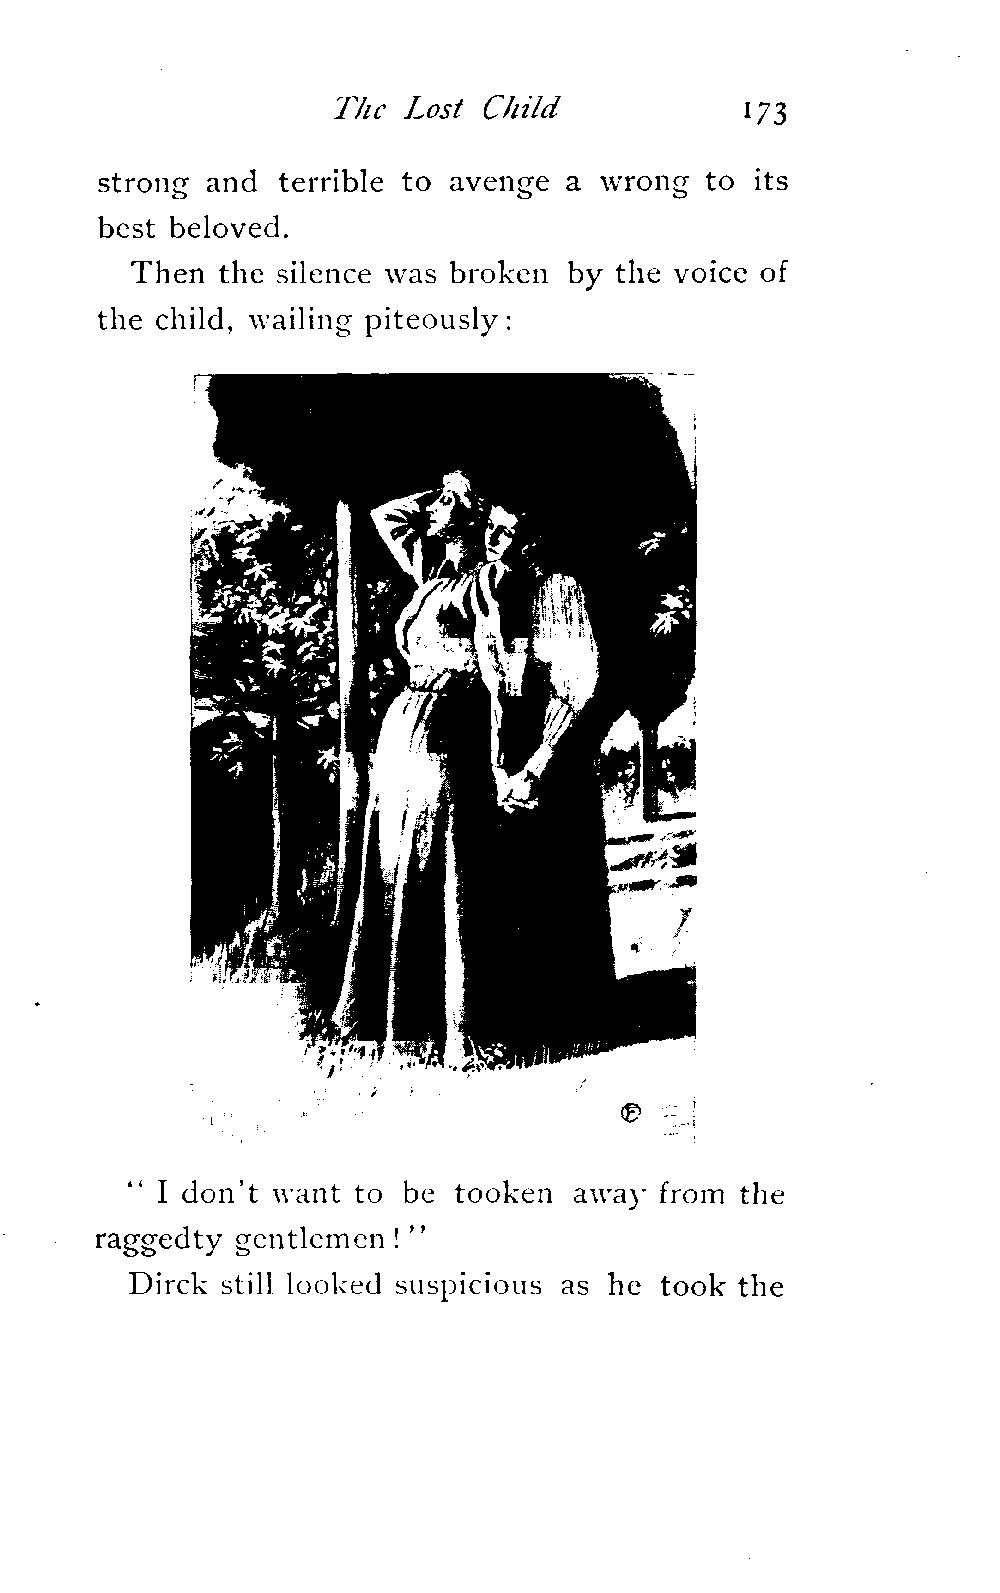 The Lost Child 173
strong and terrible to avenge a wrong to its
best beloved.
Then the silence was broken by the voice of
the child, wailing piteously:
F
“ I don't want to be tooken away from the
raggedty gentlemen!”
Dirck still looked suspicious as he took the